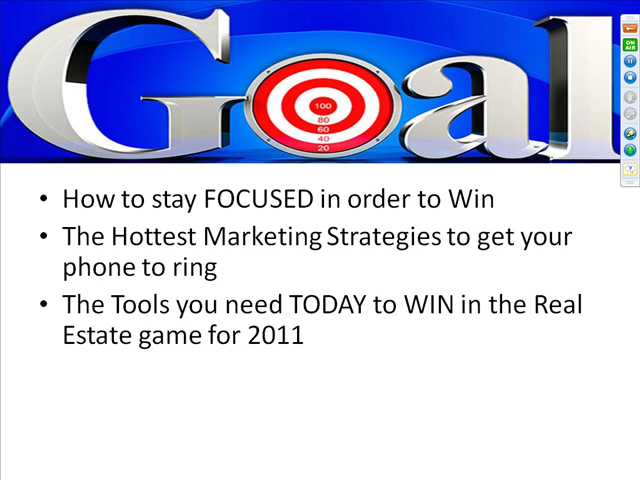 Goal
100
80
60
40
20
ON
AIR
• How to stay FOCUSED in order to Win
• The Hottest Marketing Strategies to get your
phone to ring
• The Tools you need TODAY to WIN in the Real
Estate game for 2011